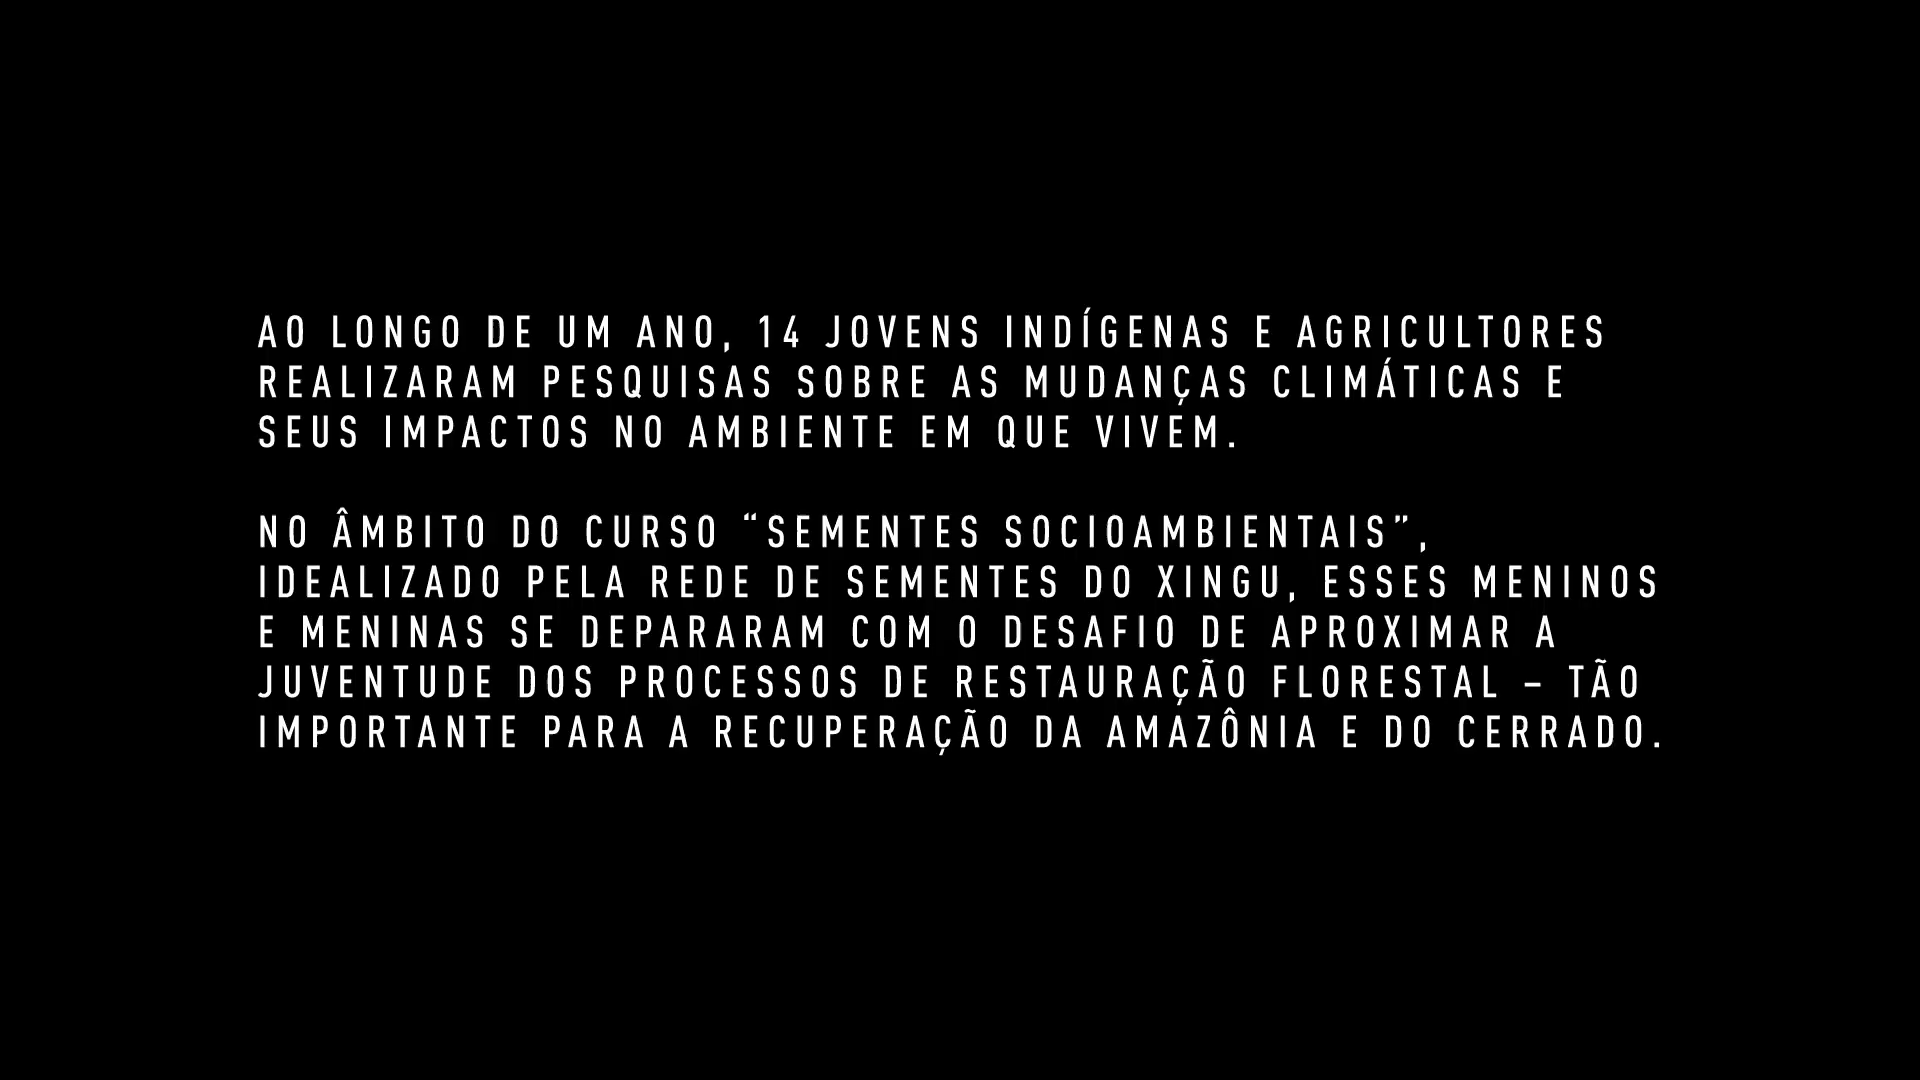 AO LONGO DE UM ANO, 14 JOVENS INDÍGENAS E AGRICULTORES
REALIZARAM PESQUISAS SOBRE AS MUDANÇAS CLIMÁTICAS E
SEUS IMPACTOS NO AMBIENTE EM QUE VIVEM.
NO ÂMBITO DO CURSO “SEMENTES SOCIOAMBIENTAIS”,
IDEALIZADO PELA REDE DE SEMENTES DO XINGU, ESSES MENINOS
E MENINAS SE DEPARARAM COM O DESAFIO DE APROXIMAR A
JUVENTUDE DOS PROCESSOS DE RESTAURAÇÃO FLORESTAL – TÃO
IMPORTANTE PARA A RECUPERAÇÃO DA AMAZÔNIA E DO CERRADO.